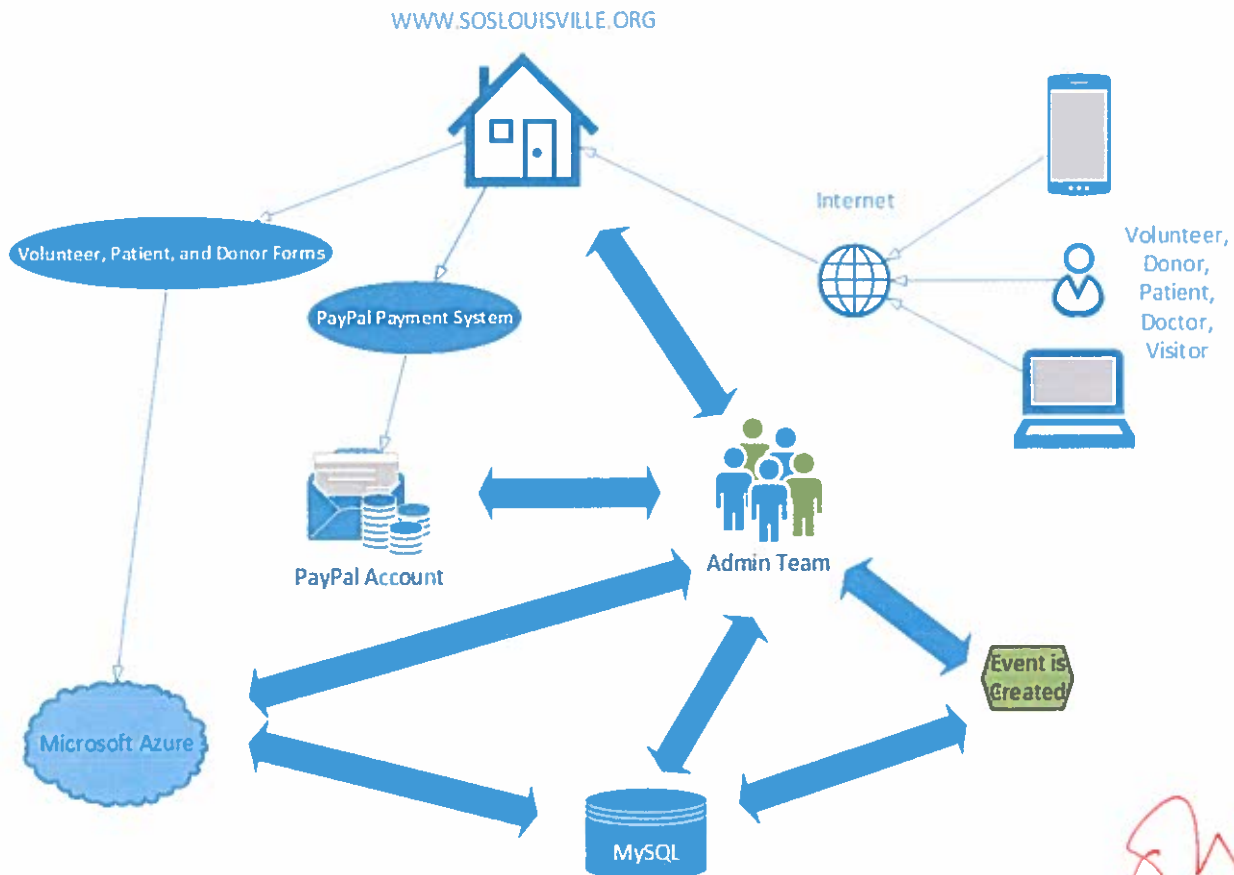 WWW.SOSLOUISVILLE.ORG
Internet
Volunteer,
Donor,
Patient,
Doctor,
Visitor
Volunteer, Patient, and Donor Forms
PayPal Payment System
PayPal Account
Admin Team
Event is
Created
Microsoft Azure
MySQL